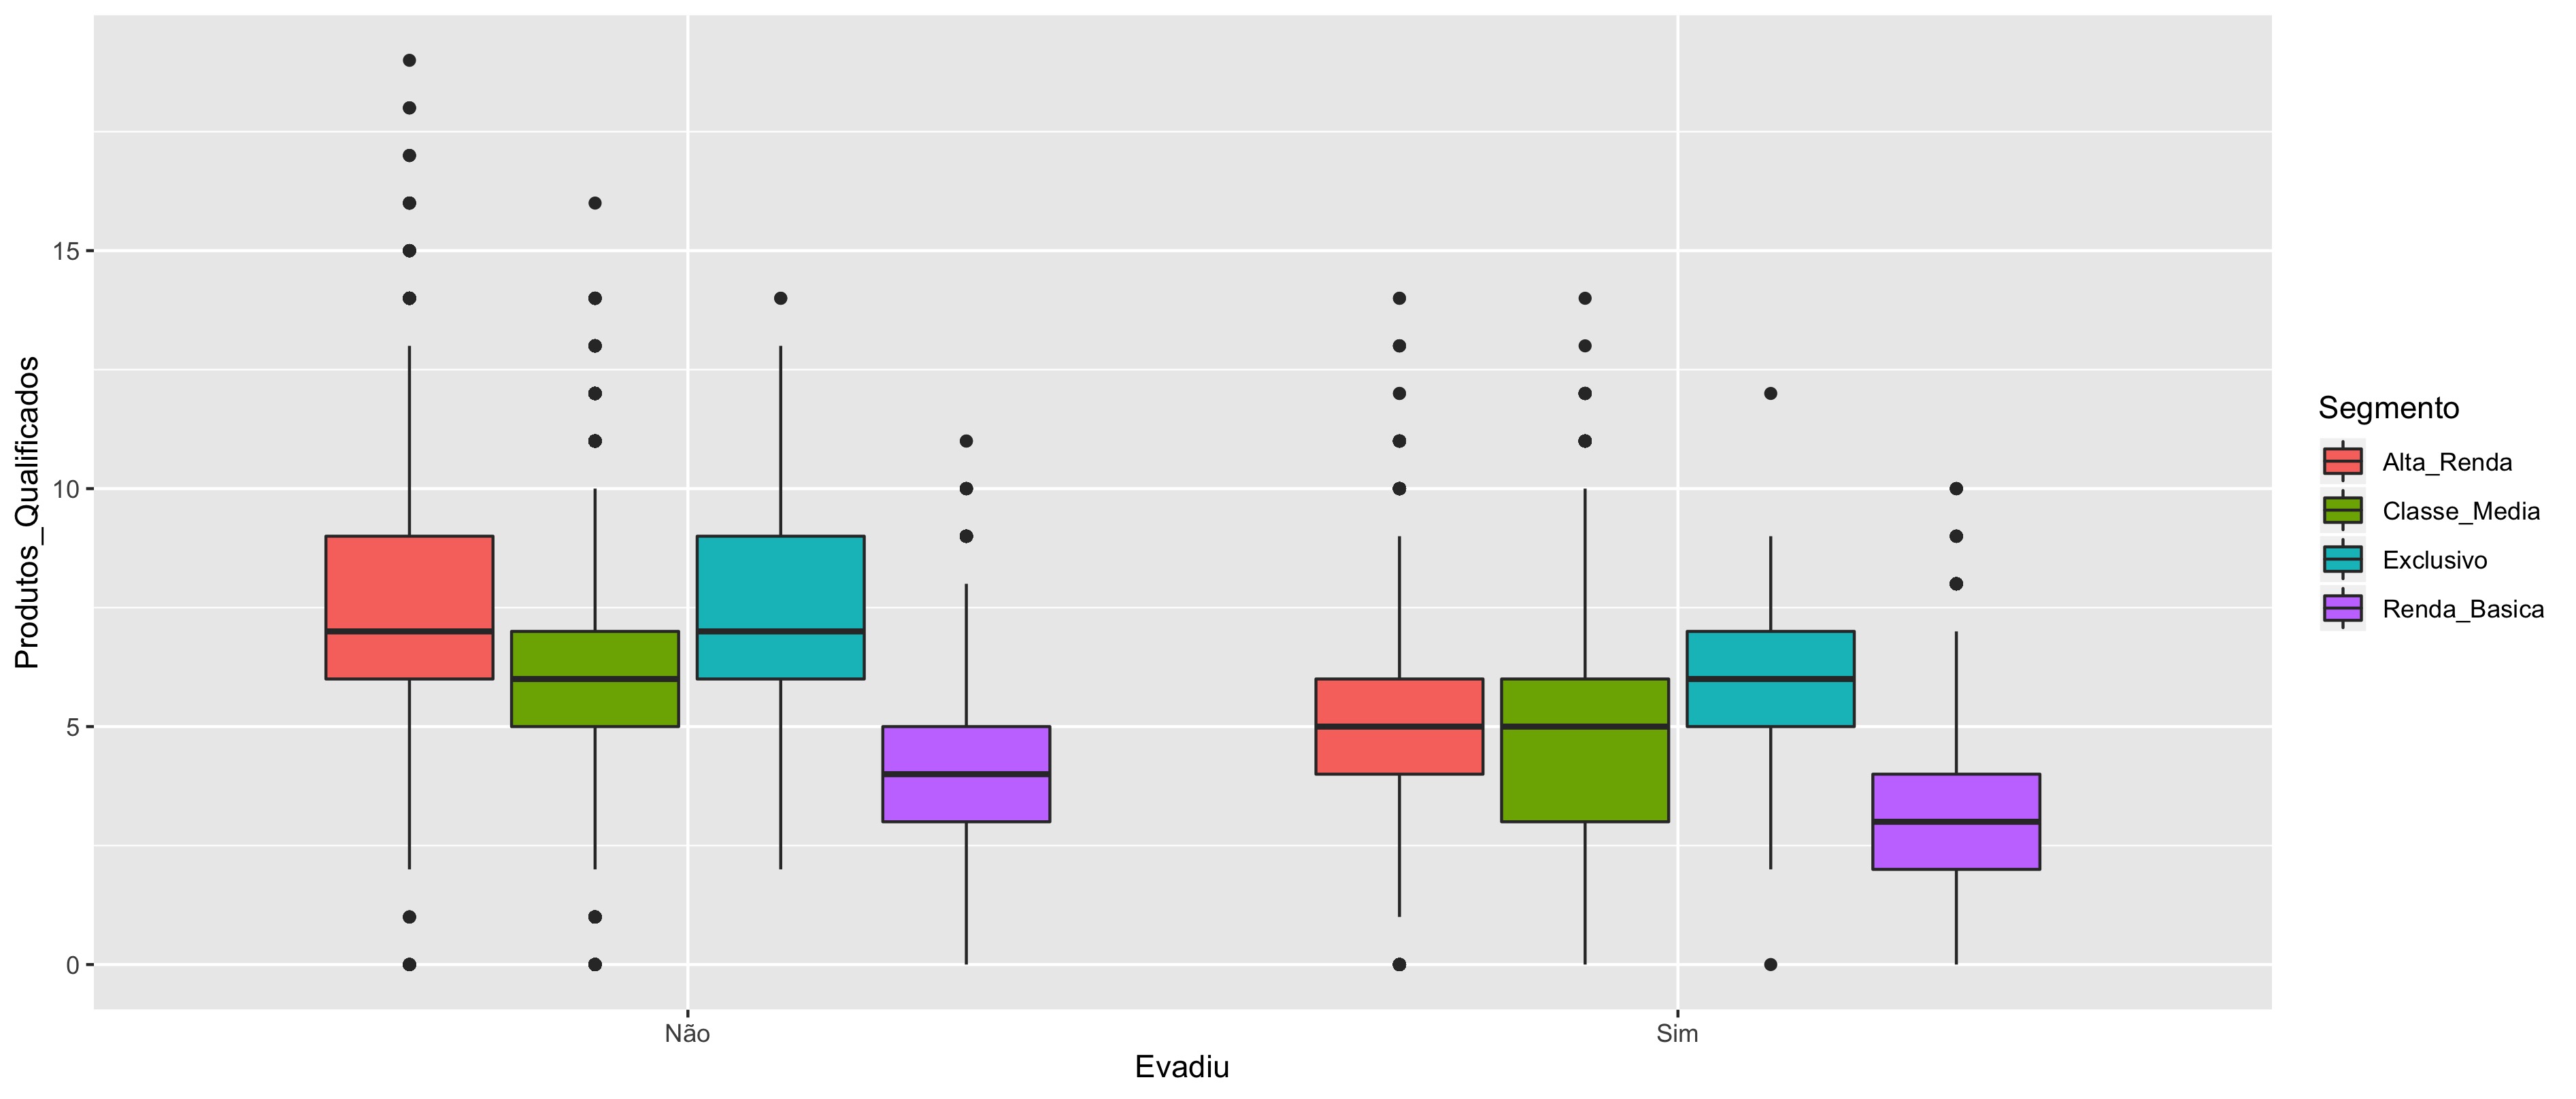 Produtos_Qualificados
15
10
5
0
Não
Sim
Evadiu
Segmento
Alta_Renda
Classe_Media
Exclusivo
Renda_Basica